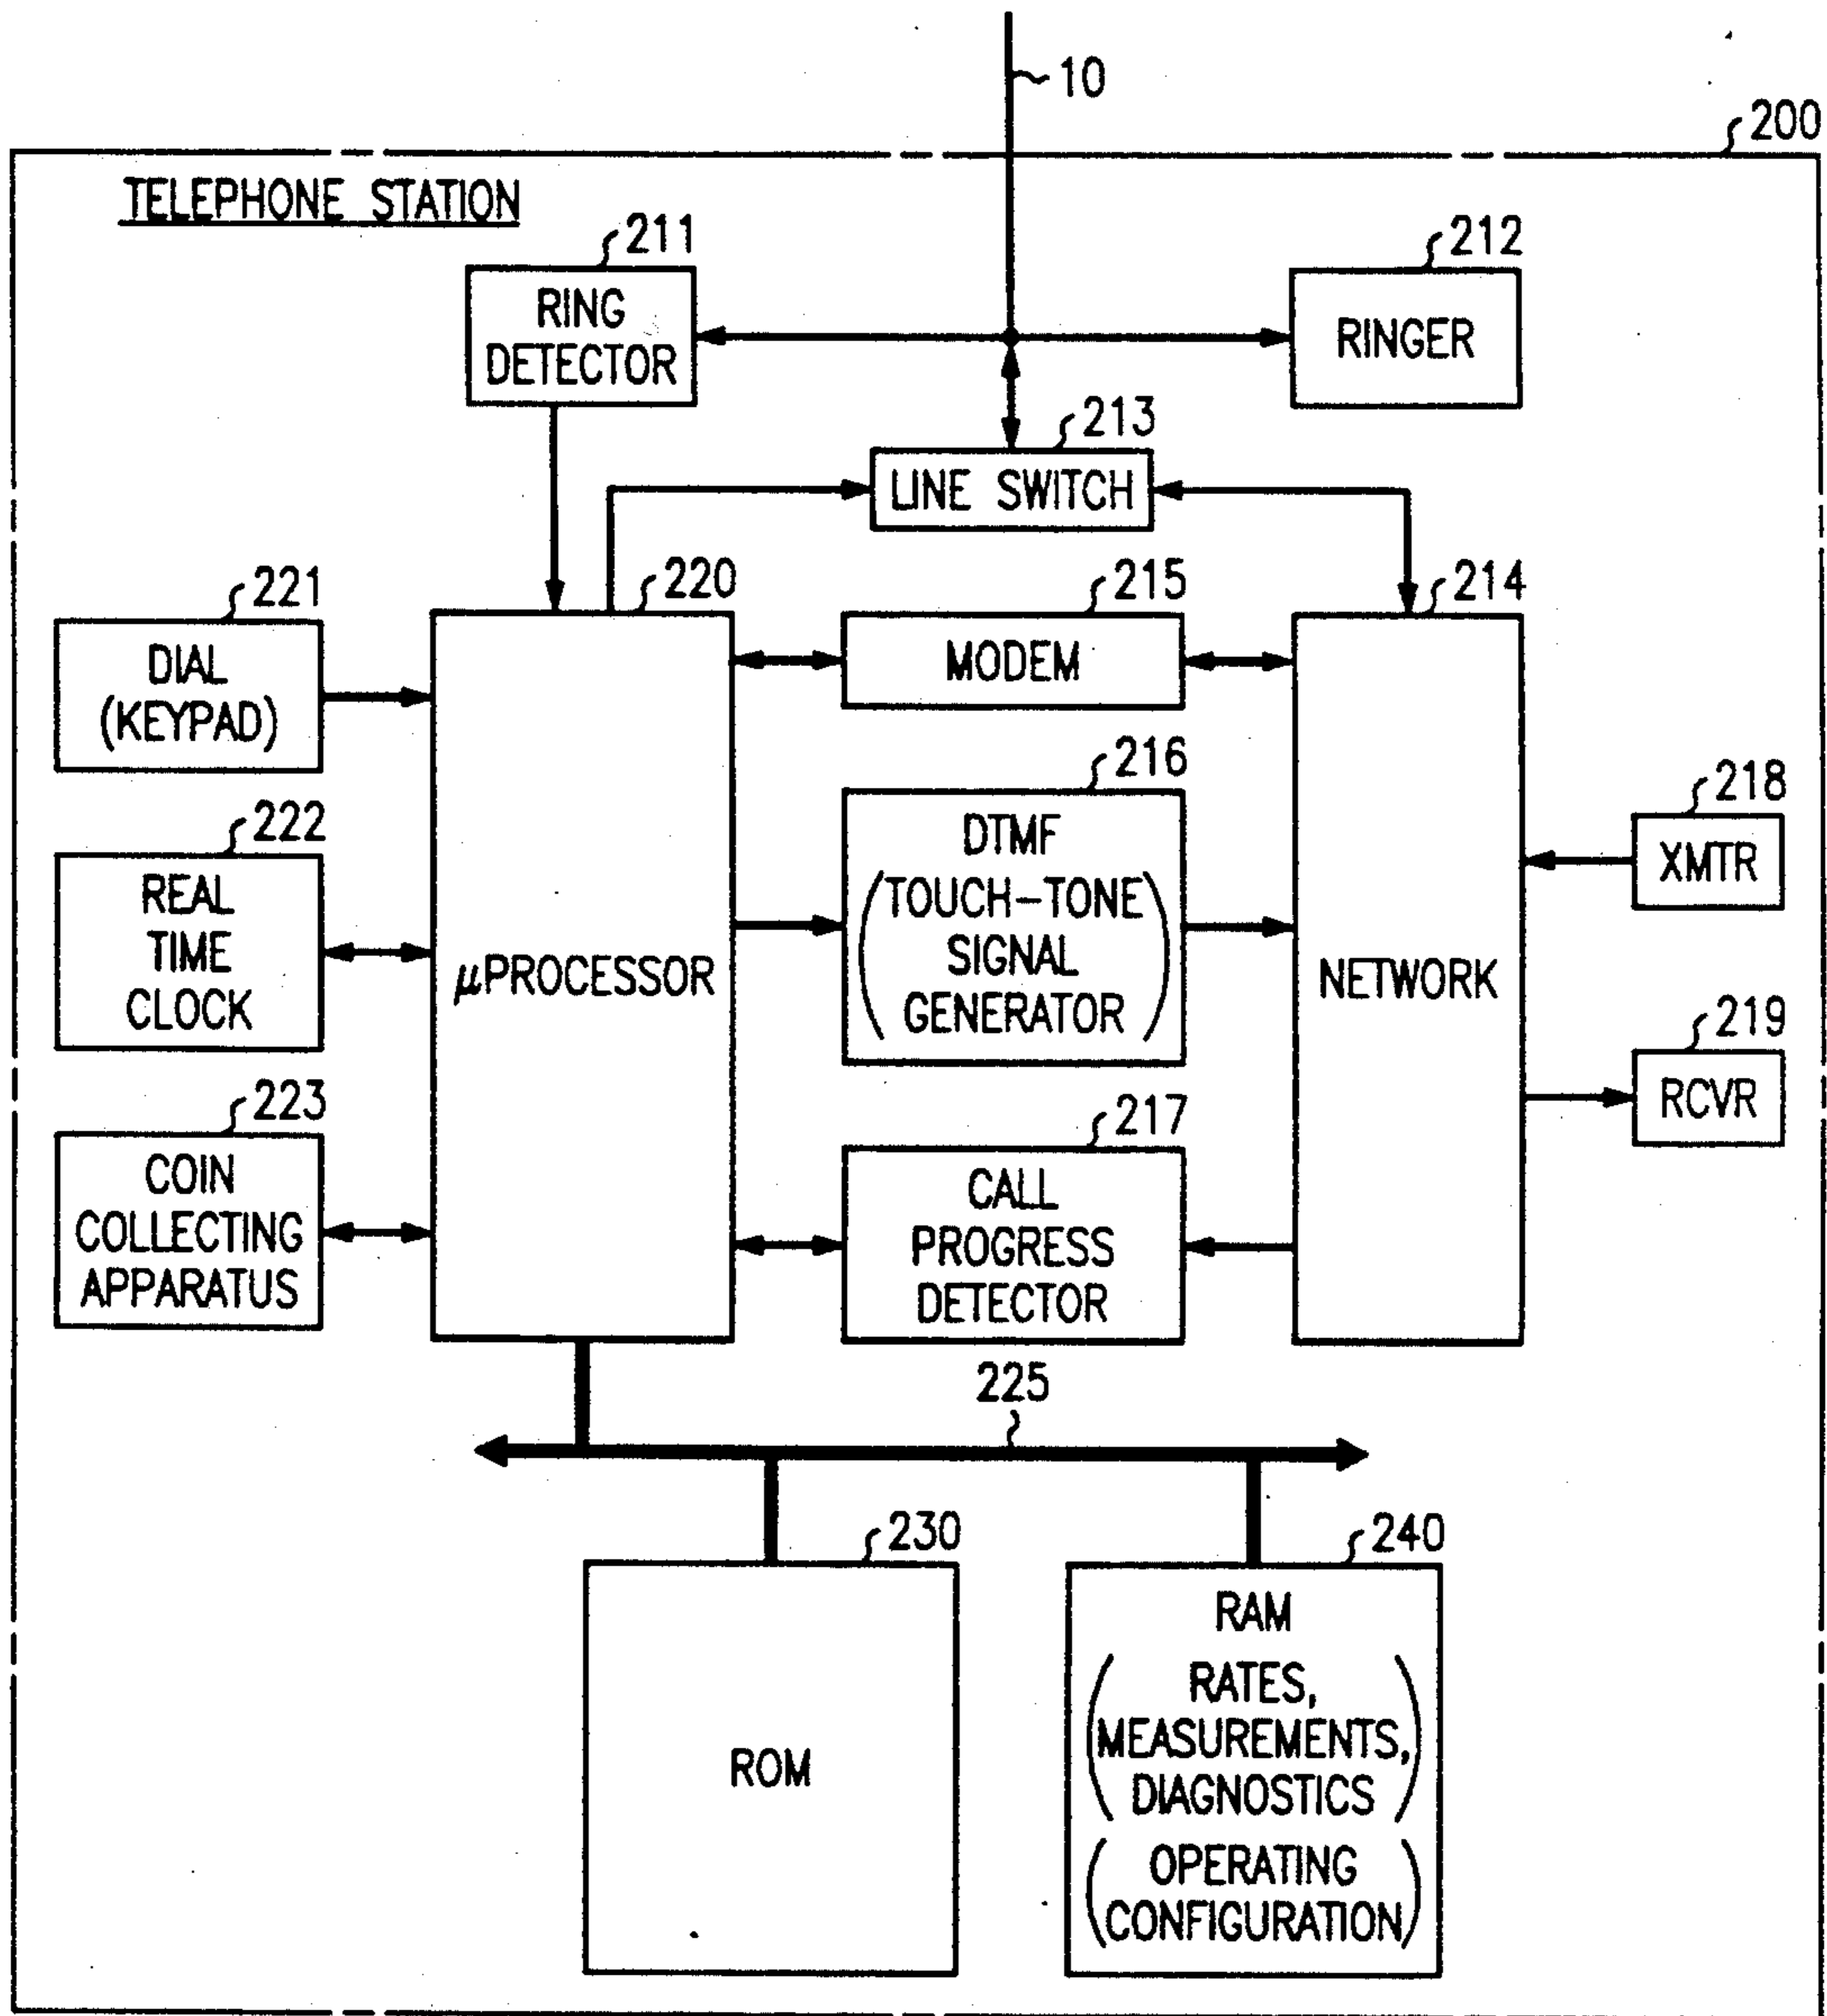 10
200
TELEPHONE STATION
211
RING
DETECTOR
212
RINGER
213
LINE SWITCH
221
DIAL
(KEYPAD)
220
μPROCESSOR
215
MODEM
214
NETWORK
216
DTMF
(TOUCH-TONE
SIGNAL
GENERATOR)
218
XMTR
222
REAL
TIME
CLOCK
219
RCVR
223
COIN
COLLECTING
APPARATUS
217
CALL
PROGRESS
DETECTOR
225
230
ROM
240
RAM
(RATES,
MEASUREMENTS,
DIAGNOSTICS)
(OPERATING
CONFIGURATION)